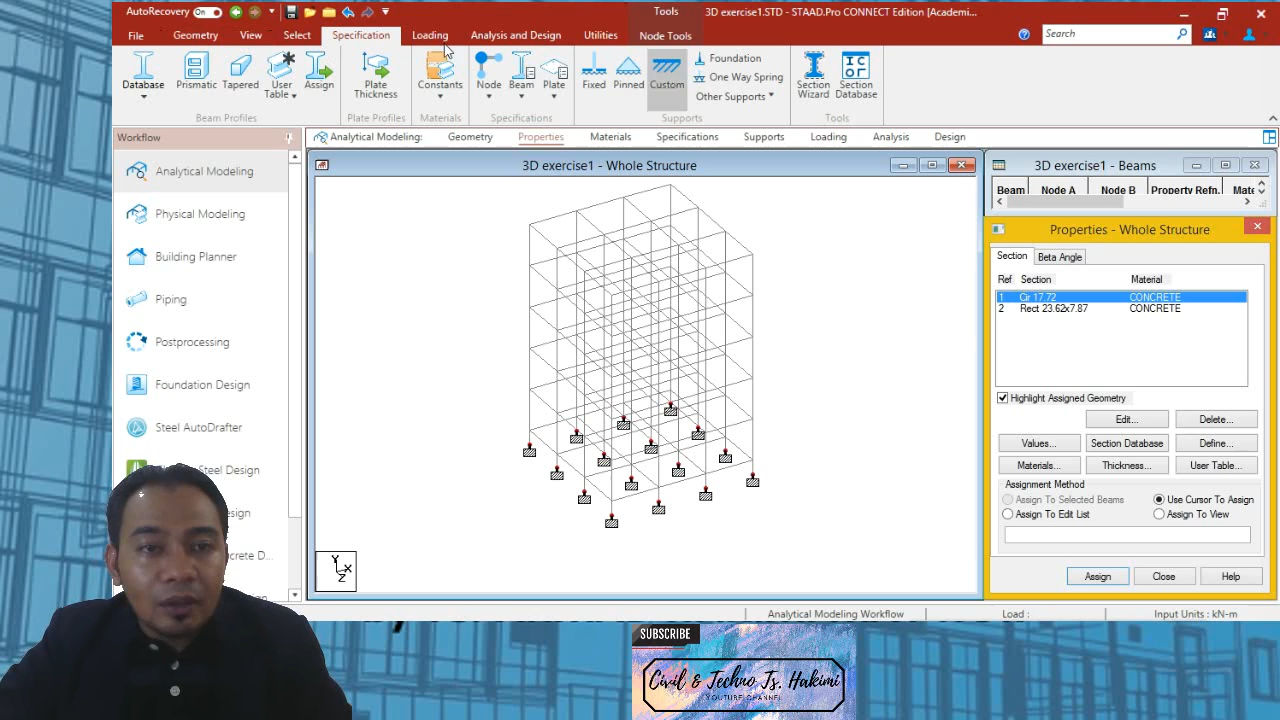 AutoRecovery On
Tools
3D exercise1.STD - STAAD.Pro CONNECT Edition [Academi...
File Geometry View Select Specification Loading Analysis and Design Utilities Node Tools
Search
Database Prismatic Tapered User Table Assign
Beam Profiles
Plate Thickness
Plate Profiles
Constants
Materials
Node Beam Plate
Specifications
Fixed Pinned Custom
Foundation
One Way Spring
Other Supports
Supports
Section Wizard Section Database
Tools
Workflow
Analytical Modeling: Geometry Properties Materials Specifications Supports Loading Analysis Design
Analytical Modeling
Physical Modeling
Building Planner
Piping
Postprocessing
Foundation Design
Steel AutoDrafter
Steel Design
3D exercise1 - Whole Structure
Y
X
Z
3D exercise1 - Beams
Beam Node A Node B Property Refn.
Properties - Whole Structure
Section Beta Angle
Ref Section Material
1 Cir 17.72 CONCRETE
2 Rect 23.62x7.87 CONCRETE
Highlight Assigned Geometry
Edit... Delete...
Values... Section Database Define...
Materials... Thickness... User Table...
Assignment Method
Assign To Selected Beams Use Cursor To Assign
Assign To Edit List Assign To View
Assign Close Help
Analytical Modeling Workflow Load : Input Units : kN-m
SUBSCRIBE
Civil & Techno Ts. Hakimi
YOUTUBE CHANNEL